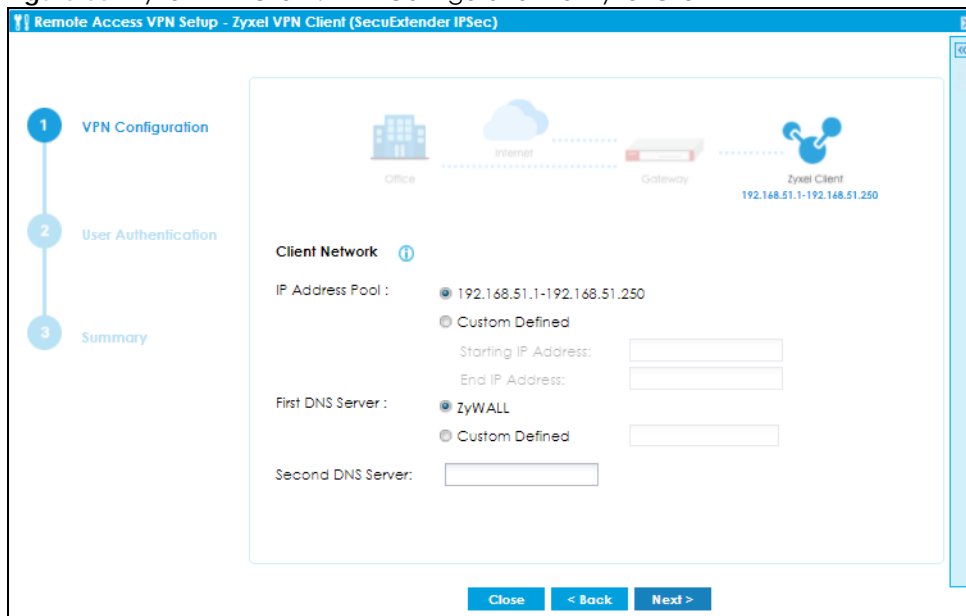 Remote Access VPN Setup - Zyxel VPN Client (SecuExtender IPSec)
1 VPN Configuration
2 User Authentication
3 Summary
Office
Internet
Gateway
Zyxel Client
192.168.51.1-192.168.51.250
Client Network
IP Address Pool :
192.168.51.1-192.168.51.250
Custom Defined
Starting IP Address:
End IP Address:
First DNS Server :
ZyWALL
Custom Defined
Second DNS Server:
Close < Back Next >